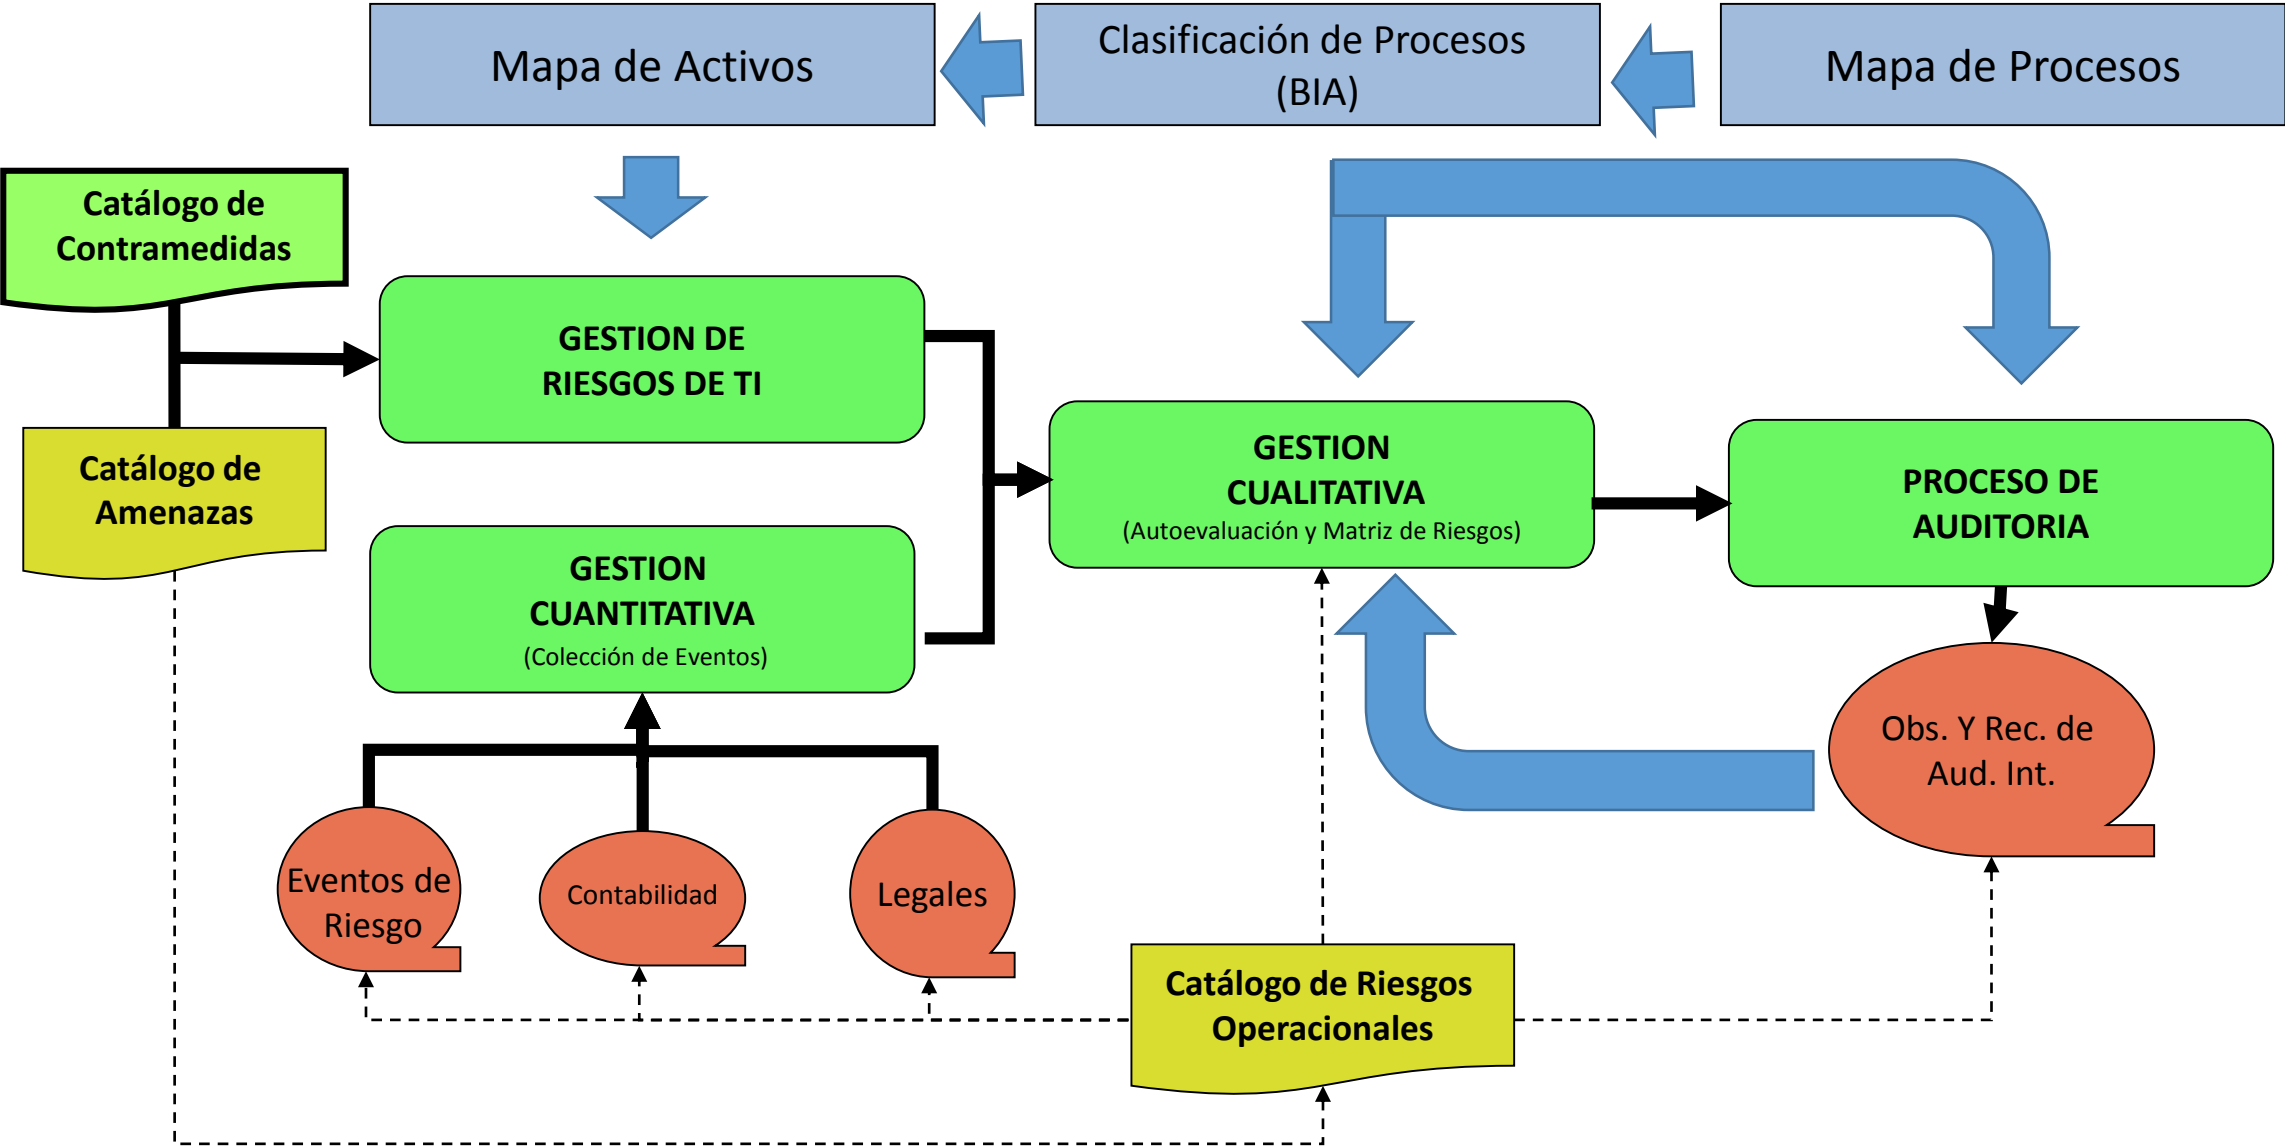 Mapa de Activos
Clasificación de Procesos
(BIA)
Mapa de Procesos
Catálogo de
Contramedidas
GESTION DE
RIESGOS DE TI
Catálogo de
Amenazas
GESTION
CUANTITATIVA
(Colección de Eventos)
GESTION
CUALITATIVA
(Autoevaluación y Matriz de Riesgos)
PROCESO DE
AUDITORIA
Obs. Y Rec. de
Aud. Int.
Eventos de
Riesgo
Contabilidad
Legales
Catálogo de Riesgos
Operacionales